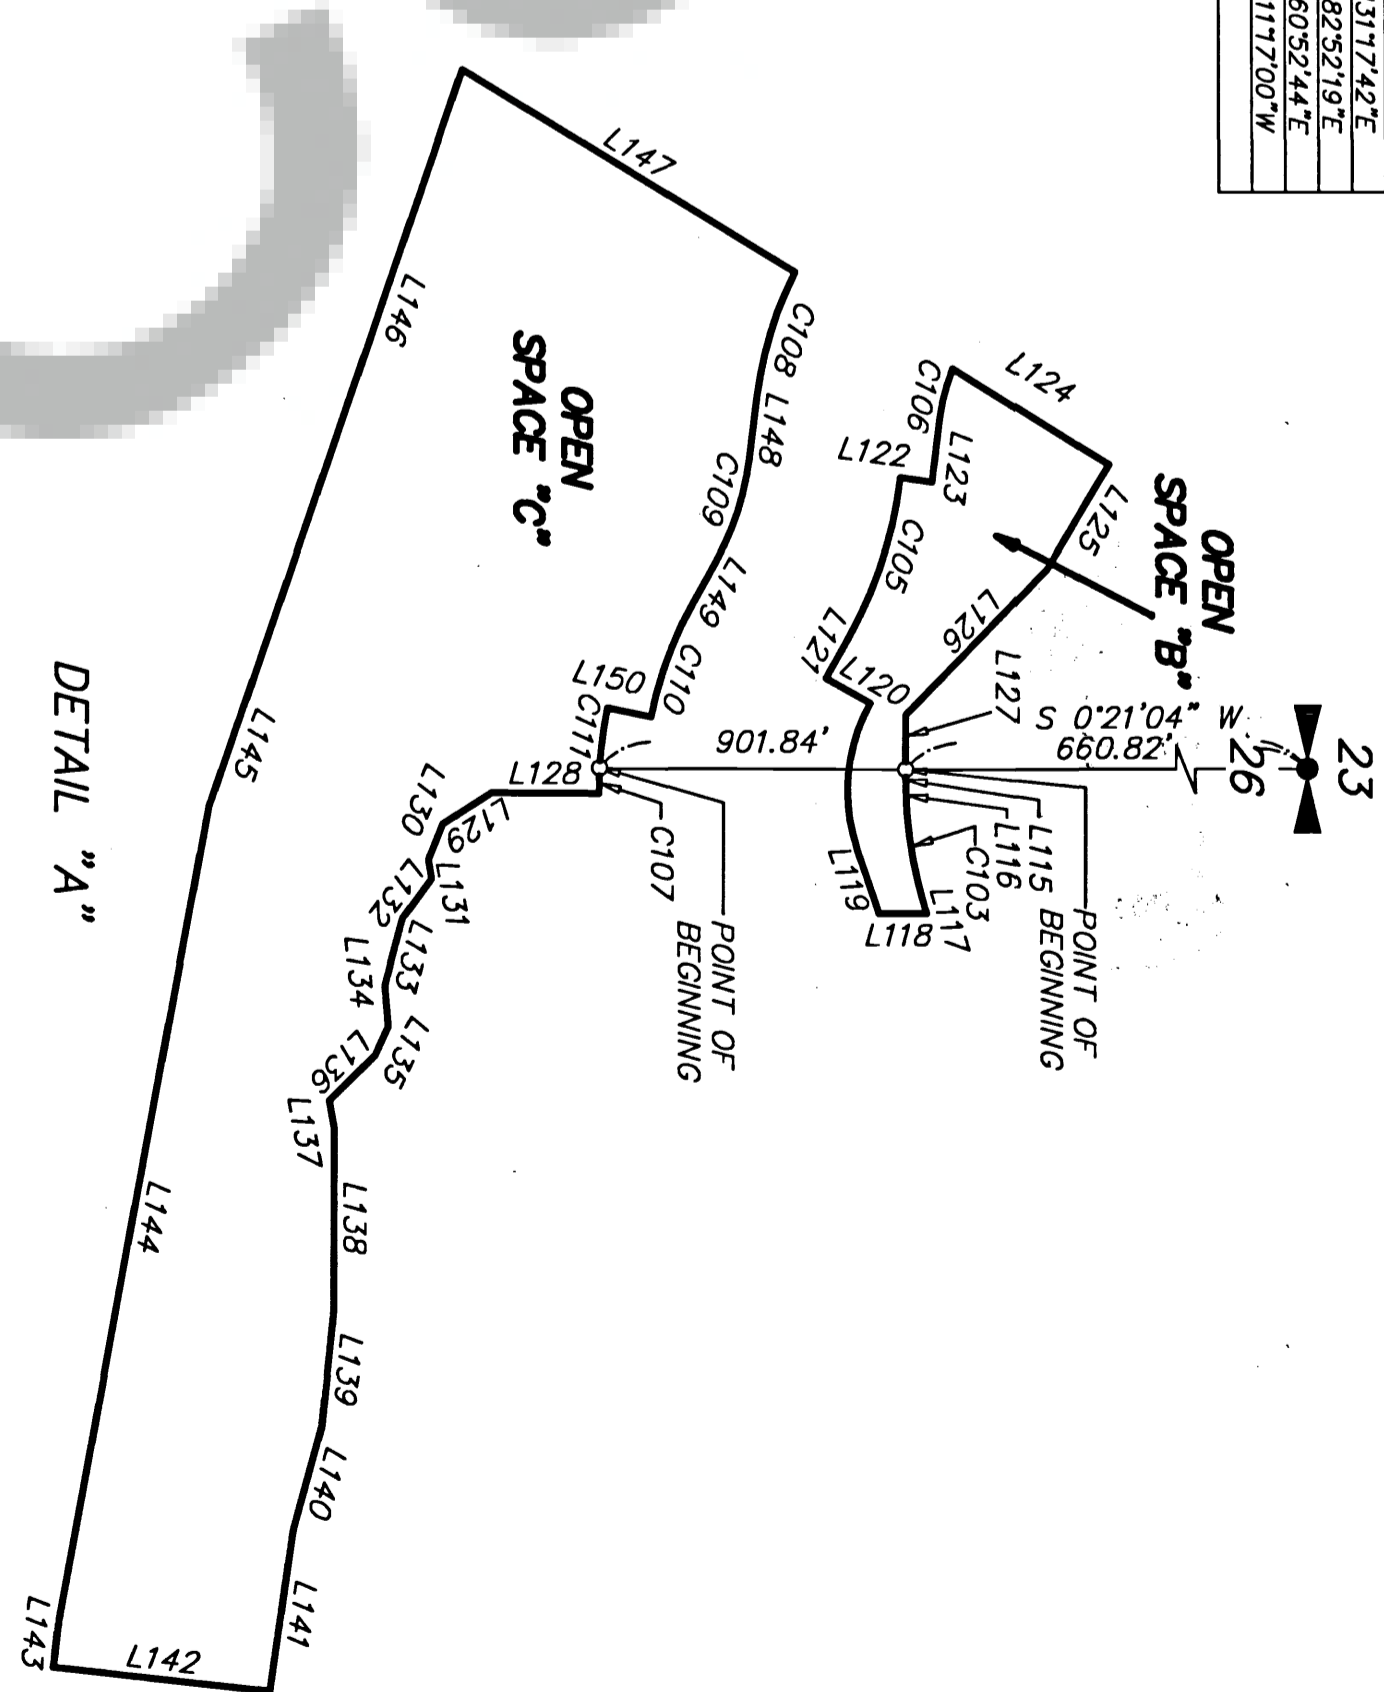 31°17'42"E
82°52'19"E
60°52'44"E
11°17'00"W
23
26
S 0°21'04" W
660.82'
901.84'
OPEN
SPACE "B"
L124
L125
L126
L127
C106
L123
L122
C105
L121
L120
L115
L116
C103
L117
L118
L119
POINT OF
BEGINNING
OPEN
SPACE "C"
L147
C108
L148
C109
L149
C110
L150
C111
C107
POINT OF
BEGINNING
L128
L129
L130
L131
L132
L133
L134
L135
L136
L137
L138
L139
L140
L141
L142
L143
L144
L145
L146
DETAIL "A"